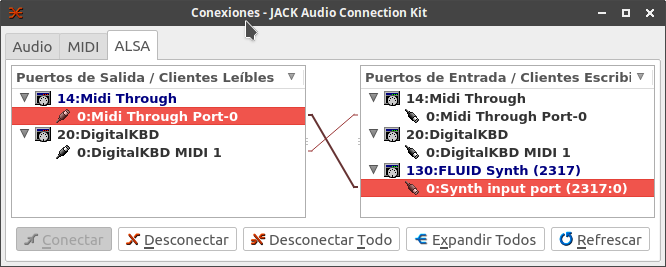 Conexiones - JACK Audio Connection Kit
Audio MIDI ALSA
Puertos de Salida / Clientes Leíbles
14:Midi Through
0:Midi Through Port-0
20:DigitalKBD
0:DigitalKBD MIDI 1
Puertos de Entrada / Clientes Escribi
14:Midi Through
0:Midi Through Port-0
20:DigitalKBD
0:DigitalKBD MIDI 1
130:FLUID Synth (2317)
0:Synth input port (2317:0)
Conectar Desconectar Desconectar Todo Expandir Todos Refrescar